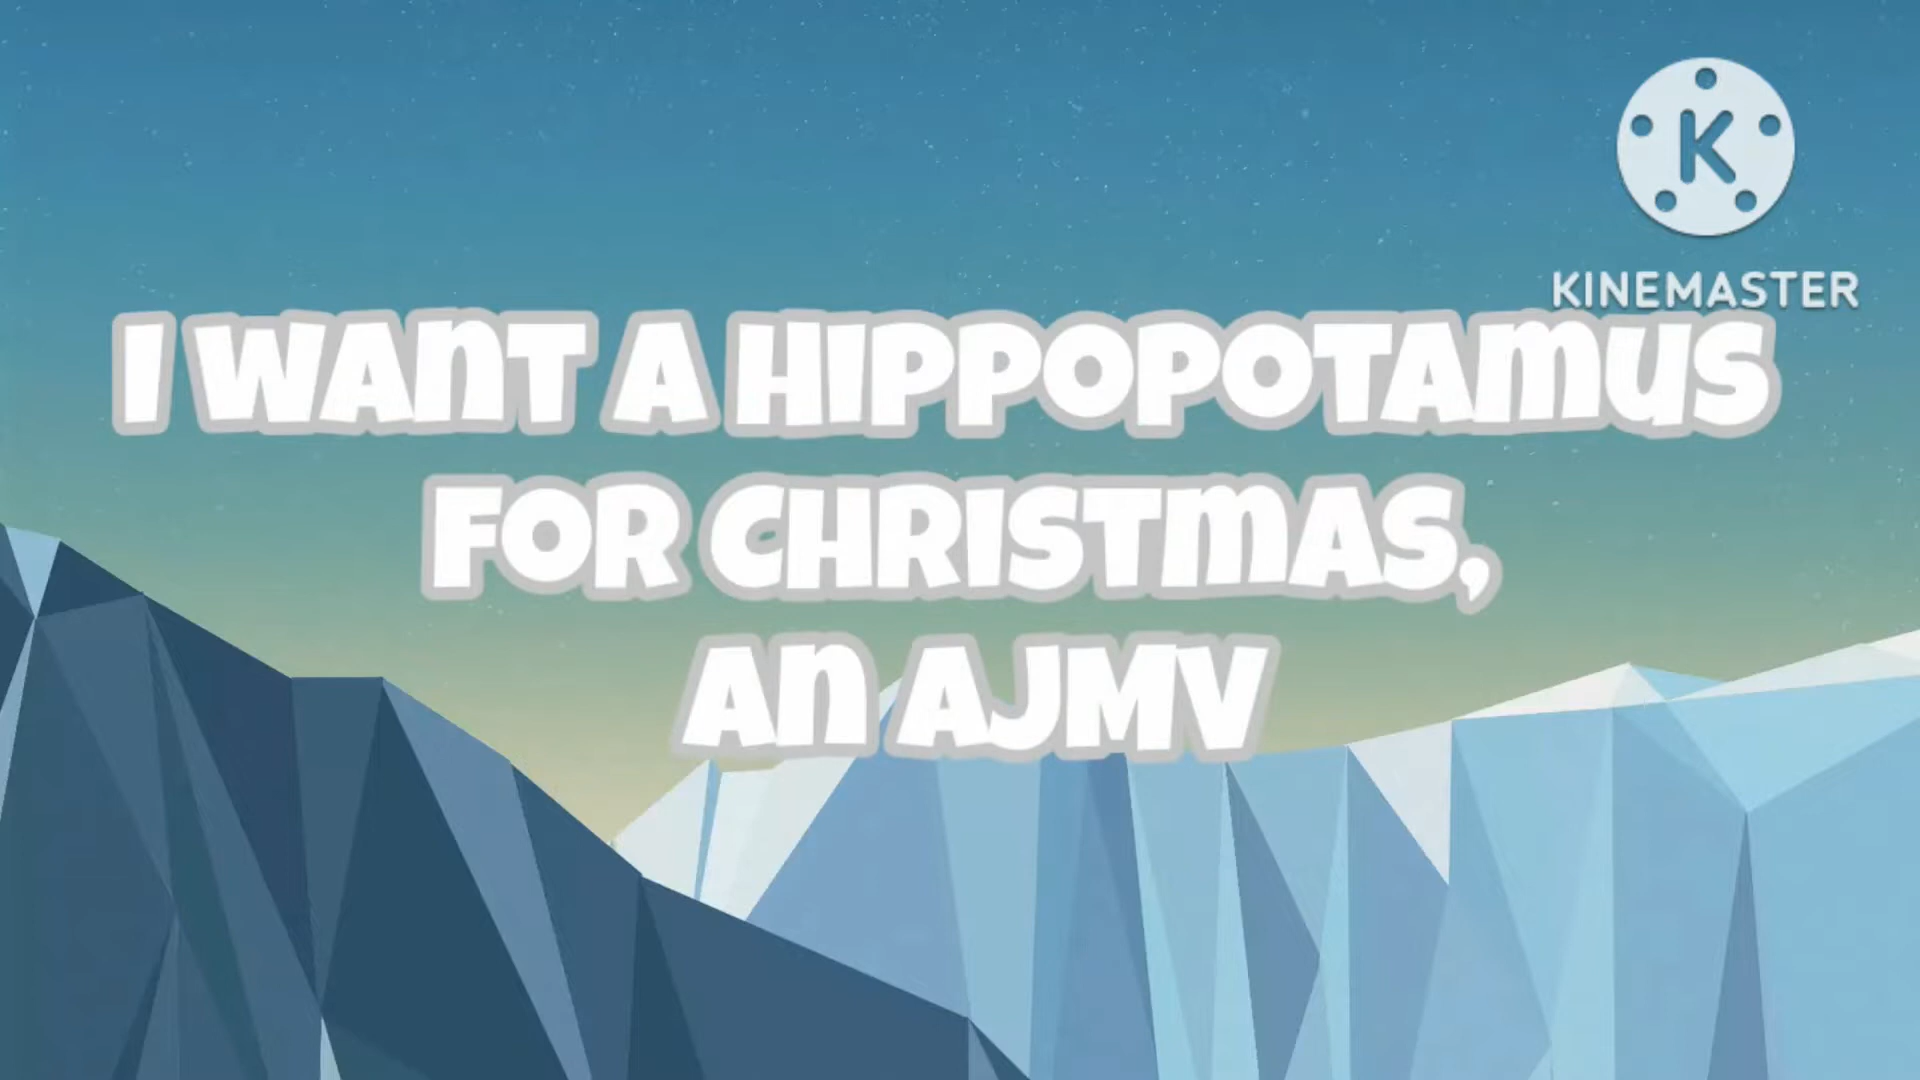 K
KINEMASTER
I WANT A HIPPOPOTAMUS
FOR CHRISTMAS,
AN AJMV